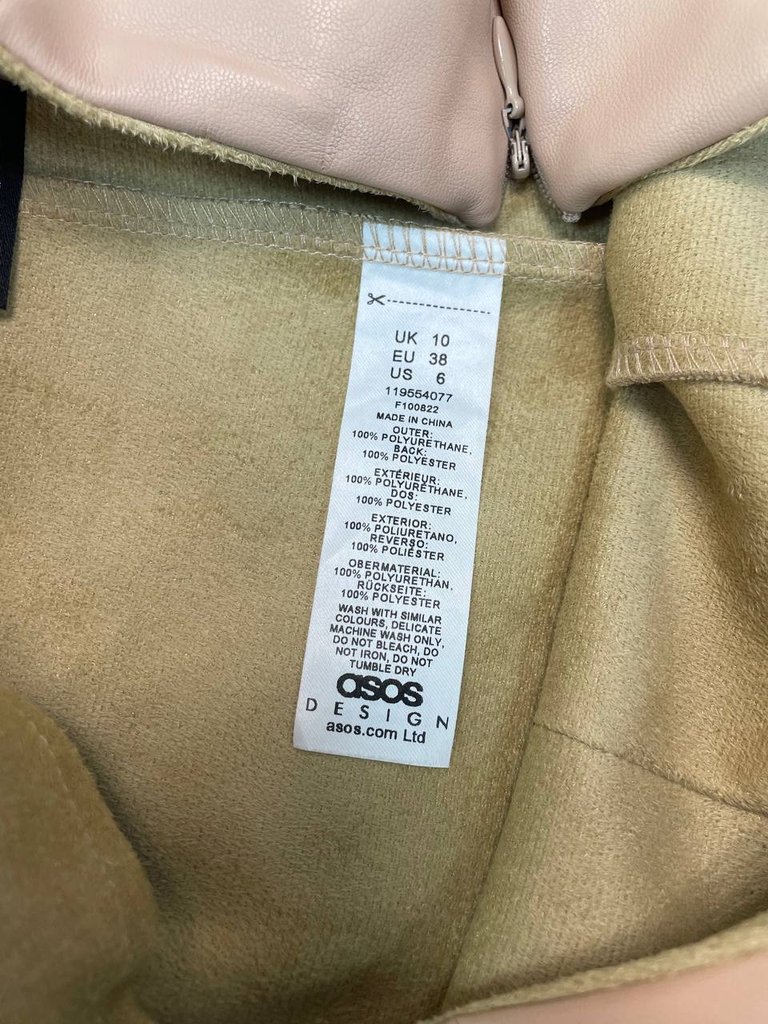 UK 10
EU 38
US 6
119554077
F100822
MADE IN CHINA
OUTER:
100% POLYURETHANE,
BACK:
100% POLYESTER
EXTÉRIEUR:
100% POLYURÉTHANE,
DOS:
100% POLYESTER
EXTERIOR:
100% POLIURETANO,
REVERSO:
100% POLIÉSTER
OBERMATERIAL:
100% POLYURETHAN,
RÜCKSEITE:
100% POLYESTER
WASH WITH SIMILAR
COLOURS, DELICATE
MACHINE WASH ONLY,
DO NOT BLEACH, DO
NOT IRON, DO NOT
TUMBLE DRY
asos
DESIGN
asos.com Ltd